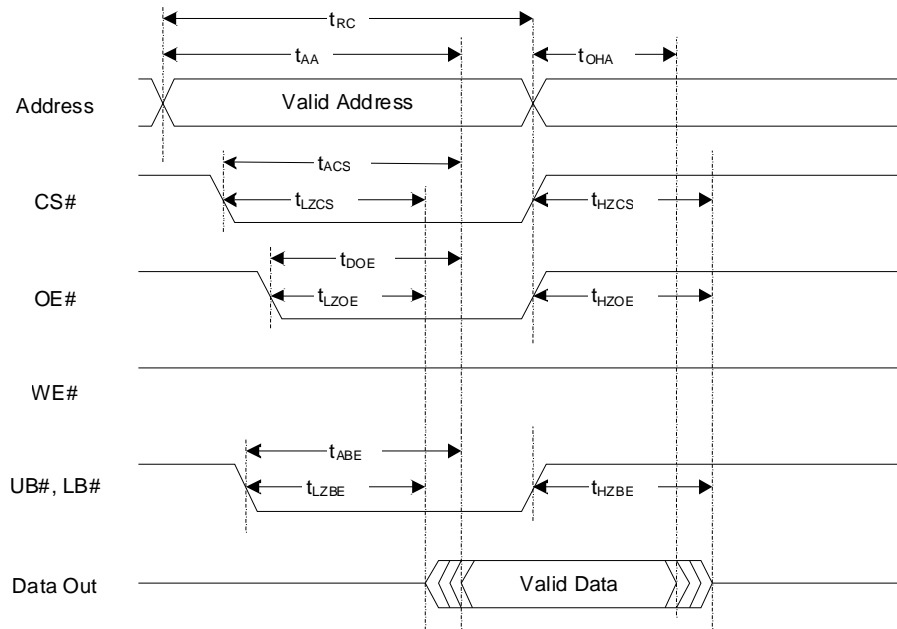 tRC
tAA
tOHA
Address
Valid Address
tACS
CS#
tLZCS
tHZCS
tDOE
OE#
tLZOE
tHZOE
WE#
tABE
UB#, LB#
tLZBE
tHZBE
Data Out
Valid Data